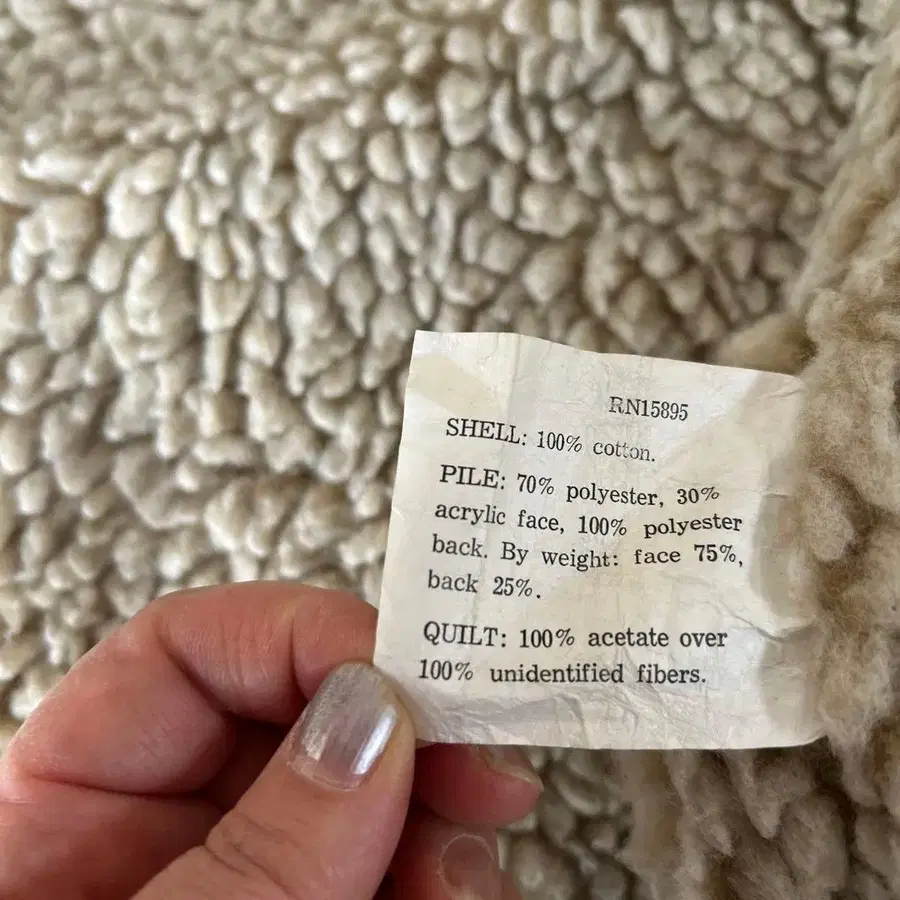 RN15895
SHELL: 100% cotton.
PILE: 70% polyester, 30%
acrylic face, 100% polyester
back. By weight: face 75%,
back 25%.
QUILT: 100% acetate over
100% unidentified fibers.